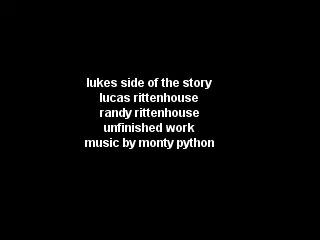 lukes side of the story
lucas rittenhouse
randy rittenhouse
unfinished work
music by monty python